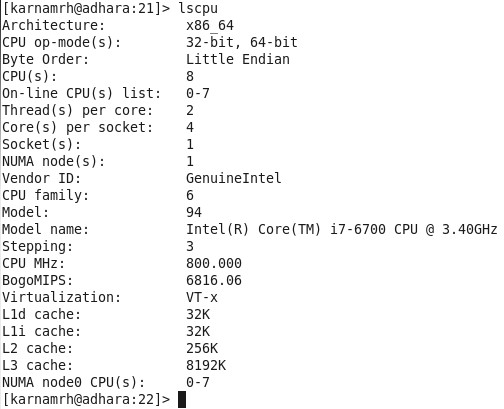 [karnamrh@adhara:21]> lscpu
Architecture: x86_64
CPU op-mode(s): 32-bit, 64-bit
Byte Order: Little Endian
CPU(s): 8
On-line CPU(s) list: 0-7
Thread(s) per core: 2
Core(s) per socket: 4
Socket(s): 1
NUMA node(s): 1
Vendor ID: GenuineIntel
CPU family: 6
Model: 94
Model name: Intel(R) Core(TM) i7-6700 CPU @ 3.40GHz
Stepping: 3
CPU MHz: 800.000
BogoMIPS: 6816.06
Virtualization: VT-x
L1d cache: 32K
L1i cache: 32K
L2 cache: 256K
L3 cache: 8192K
NUMA node0 CPU(s): 0-7
[karnamrh@adhara:22]>